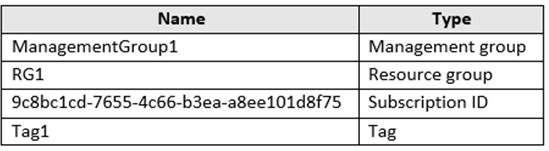 Name Type
ManagementGroup1 Management group
RG1 Resource group
9c8bc1cd-7655-4c66-b3ea-a8ee101d8f75 Subscription ID
Tag1 Tag